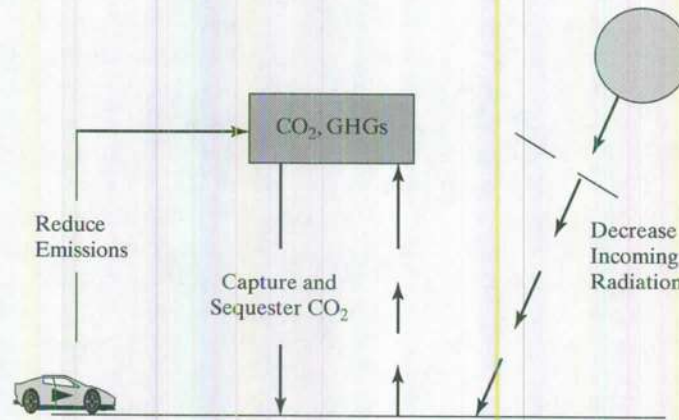 CO₂, GHGs
Reduce
Emissions
Capture and
Sequester CO₂
Decrease
Incoming
Radiation